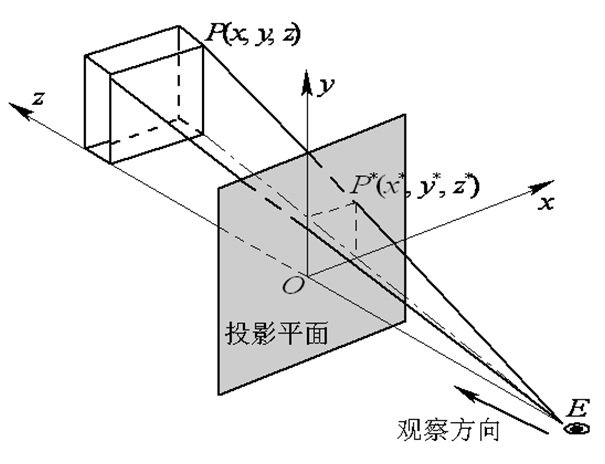 P(x, y, z)
z
y
P*(x*, y*, z*)
x
O
投影平面
E
观察方向